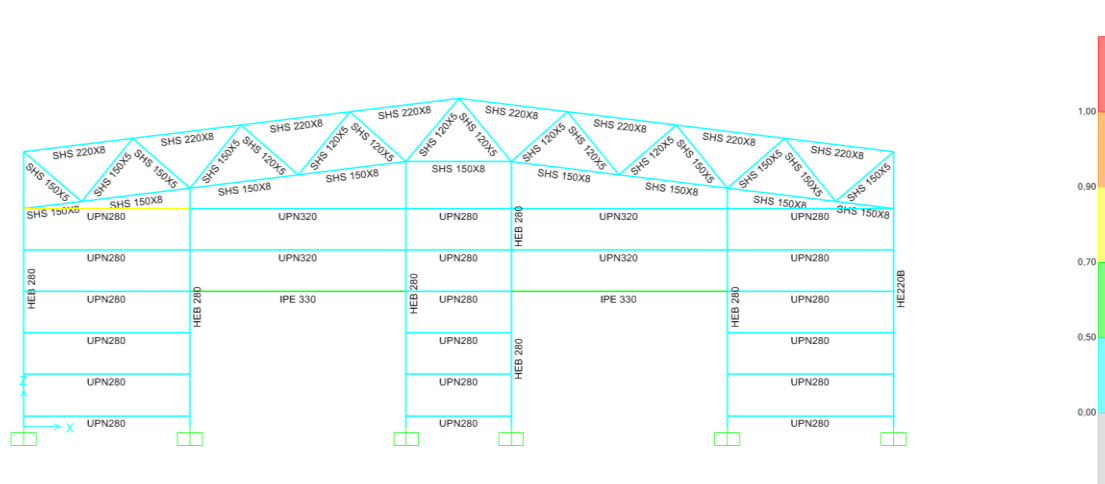 SHS 220X8
SHS 220X8
SHS 220X8
SHS 220X8
SHS 220X8
SHS 220X8
SHS 220X8
SHS 220X8
SHS 150X5
SHS 150X5
SHS 150X5
SHS 150X5
SHS 120X5
SHS 120X5
SHS 120X5
SHS 120X5
SHS 120X5
SHS 120X5
SHS 120X5
SHS 120X5
SHS 150X5
SHS 150X5
SHS 150X5
SHS 150X5
SHS 150X8
SHS 150X8
SHS 150X8
SHS 150X8
SHS 150X8
SHS 150X8
SHS 150X8
SHS 150X8
SHS 150X8
UPN280
UPN320
UPN280
UPN320
UPN280
HEB 280
UPN280
UPN320
UPN280
UPN320
UPN280
HEB 280
HEB 280
HEB 280
HEB 280
HE220B
UPN280
IPE 330
UPN280
IPE 330
UPN280
UPN280
UPN280
UPN280
HEB 280
UPN280
UPN280
UPN280
Z
X
UPN280
UPN280
UPN280
1.00
0.90
0.70
0.50
0.00